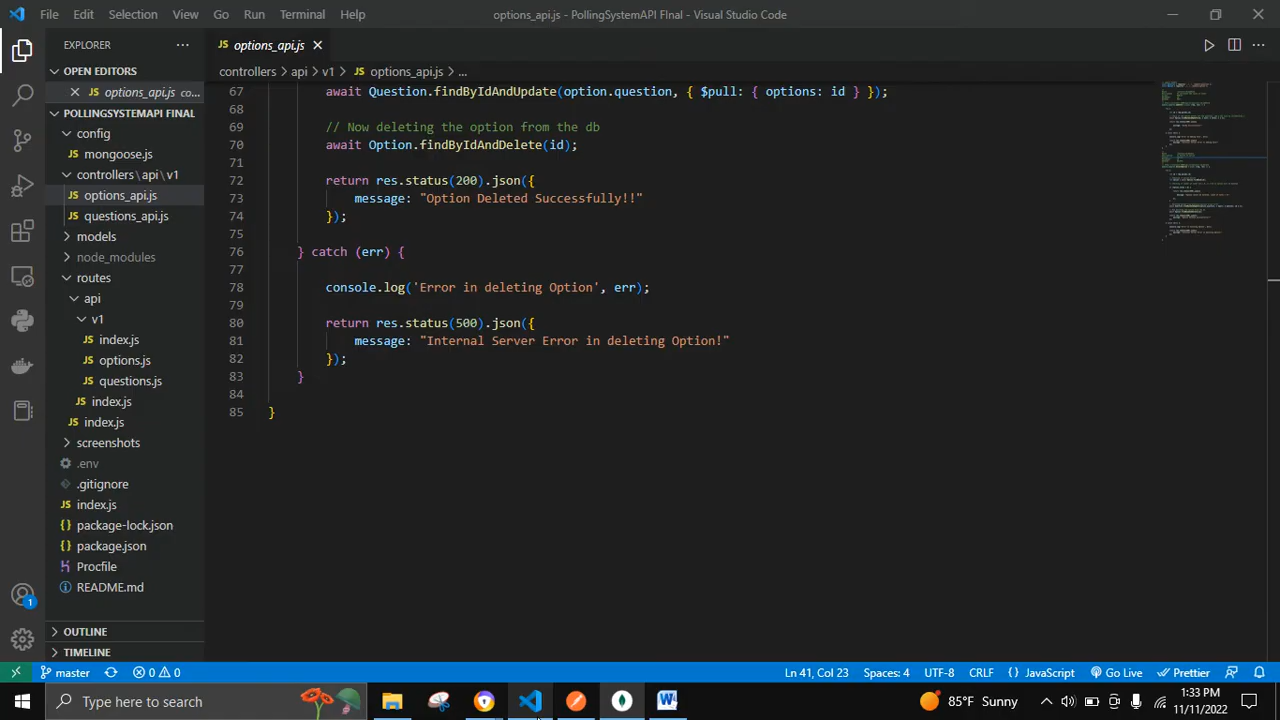 File Edit Selection View Go Run Terminal Help
options_api.js - PollingSystemAPI FInal - Visual Studio Code
EXPLORER
OPEN EDITORS
options_api.js co...
POLLINGSYSTEMAPI FINAL
config
mongoose.js
controllers\api\v1
options_api.js
questions_api.js
models
node_modules
routes
api
v1
index.js
options.js
questions.js
index.js
index.js
screenshots
.env
.gitignore
index.js
package-lock.json
package.json
Procfile
README.md
OUTLINE
TIMELINE
options_api.js
controllers > api > v1 > JS options_api.js > ...
67 await Question.findByIdAndUpdate(option.question, { $pull: { options: id } });
68
69 // Now deleting the option from the db
70 await Option.findByIdAndDelete(id);
71
72 return res.status(200).json({
73 message: "Option Deleted Successfully!!"
74 });
75
76 } catch (err) {
77
78 console.log('Error in deleting Option', err);
79
80 return res.status(500).json({
81 message: "Internal Server Error in deleting Option!"
82 });
83 }
84
85 }
1
master 0 0 Ln 41, Col 23 Spaces: 4 UTF-8 CRLF {} JavaScript Go Live Prettier
Type here to search
85°F Sunny
1:33 PM
11/11/2022